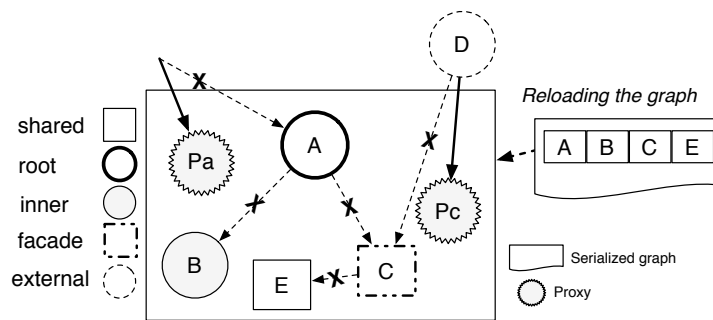 D
Reloading the graph
x
shared
A
A B C E
root
Pa
x
inner
x
x
Pc
facade
B
C
Serialized graph
external
E
x
Proxy